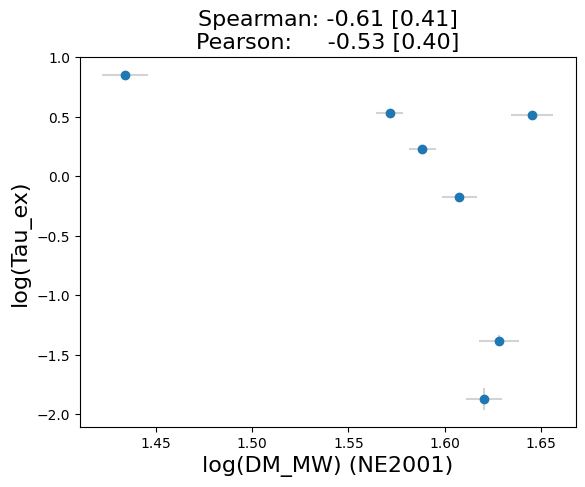 Spearman: -0.61 [0.41]
Pearson: -0.53 [0.40]
1.0
0.5
0.0
−0.5
−1.0
−1.5
−2.0
log(Tau_ex)
1.45 1.50 1.55 1.60 1.65
log(DM_MW) (NE2001)